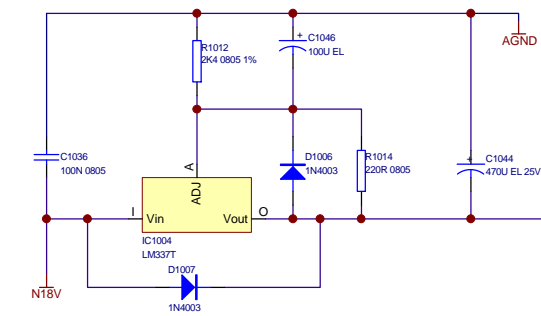 + C1046
100U EL
AGND
R1012
2K4 0805 1%
C1036
100N 0805
D1006
1N4003
R1014
220R 0805
+
C1044
470U EL 25V
A
ADJ
I
Vin
Vout
O
IC1004
LM337T
N18V
D1007
1N4003